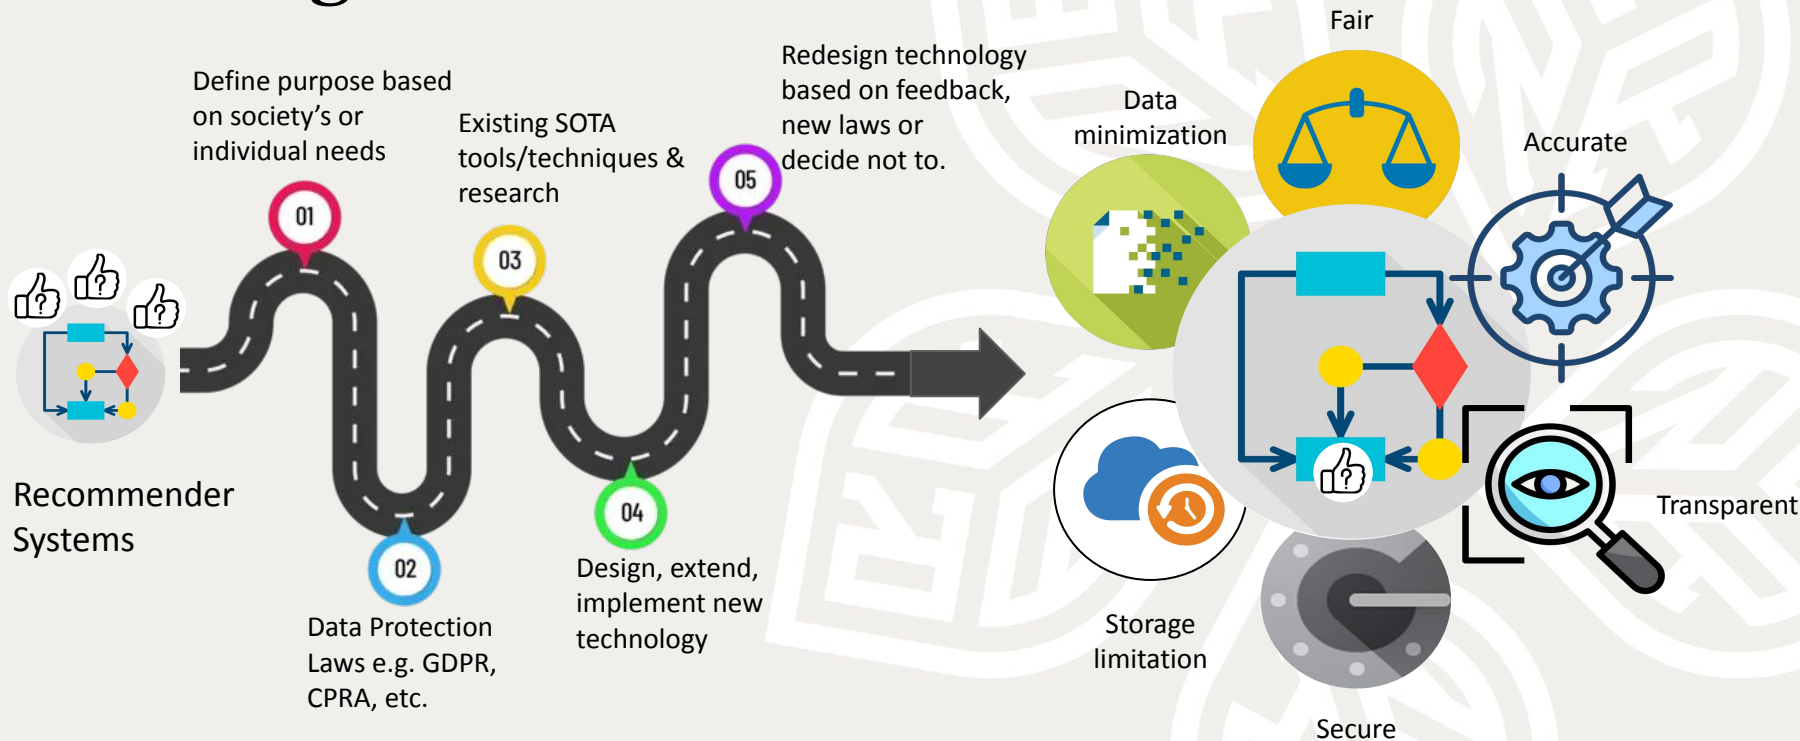 Define purpose based
on society's or
individual needs
01
Existing SOTA
tools/techniques &
research
03
Redesign technology
based on feedback,
new laws or
decide not to.
05
Recommender
Systems
02
Data Protection
Laws e.g. GDPR,
CPRA, etc.
04
Design, extend,
implement new
technology
Fair
Data
minimization
Accurate
Transparent
Storage
limitation
Secure
?
?
?
?